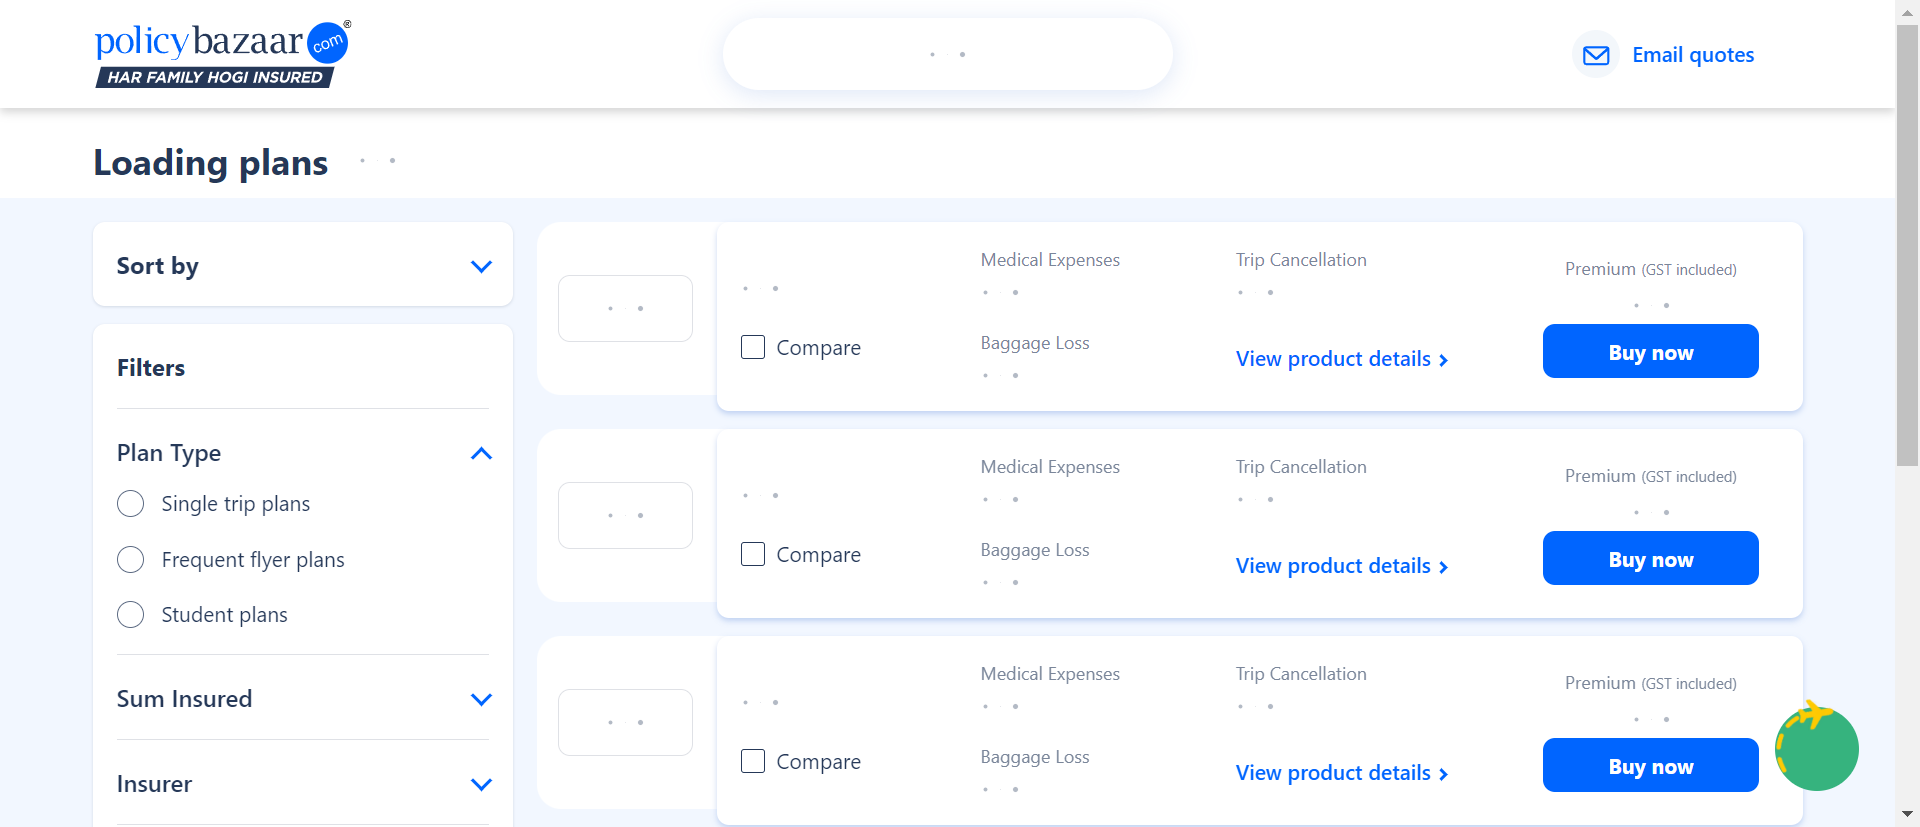 policybazaar com®
HAR FAMILY HOGI INSURED
Email quotes
Loading plans
Sort by
Filters
Plan Type
Single trip plans
Frequent flyer plans
Student plans
Sum Insured
Insurer
Medical Expenses
Trip Cancellation
Premium (GST included)
Compare
Baggage Loss
View product details
Buy now
Medical Expenses
Trip Cancellation
Premium (GST included)
Compare
Baggage Loss
View product details
Buy now
Medical Expenses
Trip Cancellation
Premium (GST included)
Compare
Baggage Loss
View product details
Buy now